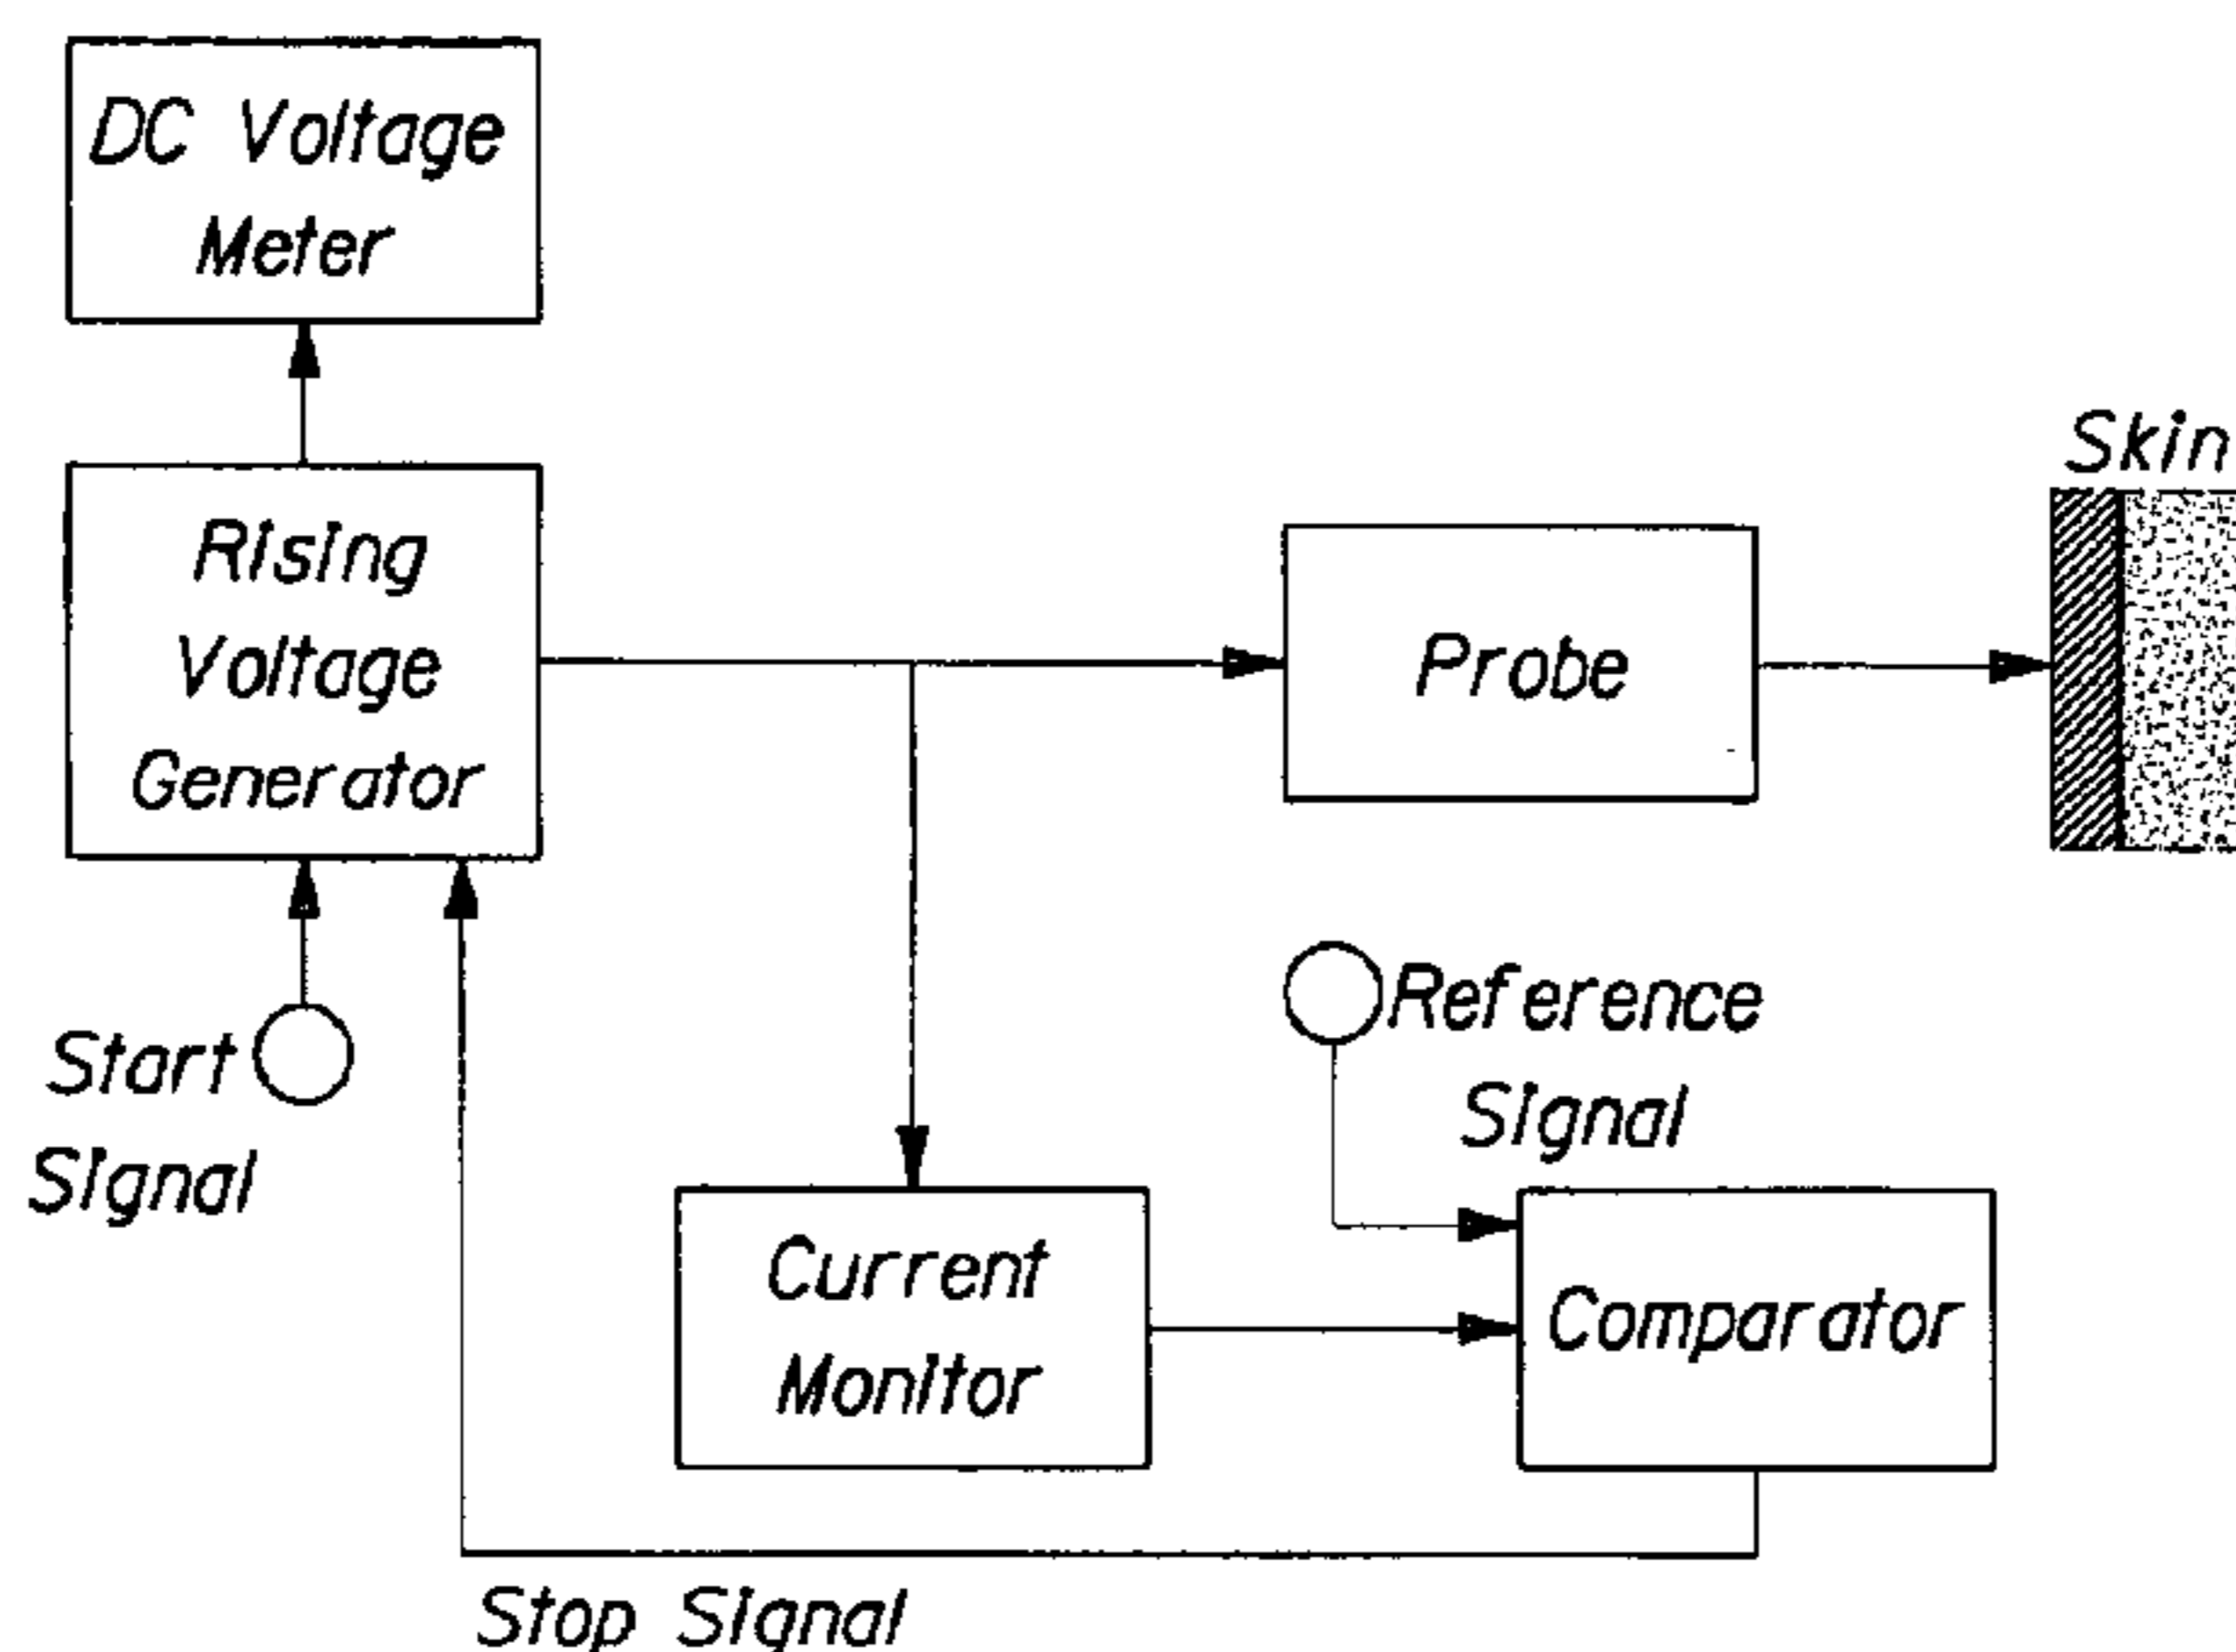 DC Voltage
Meter
Skin
Rising
Voltage
Generator
Probe
Start
Signal
Reference
Signal
Current
Monitor
Comparator
Stop Signal